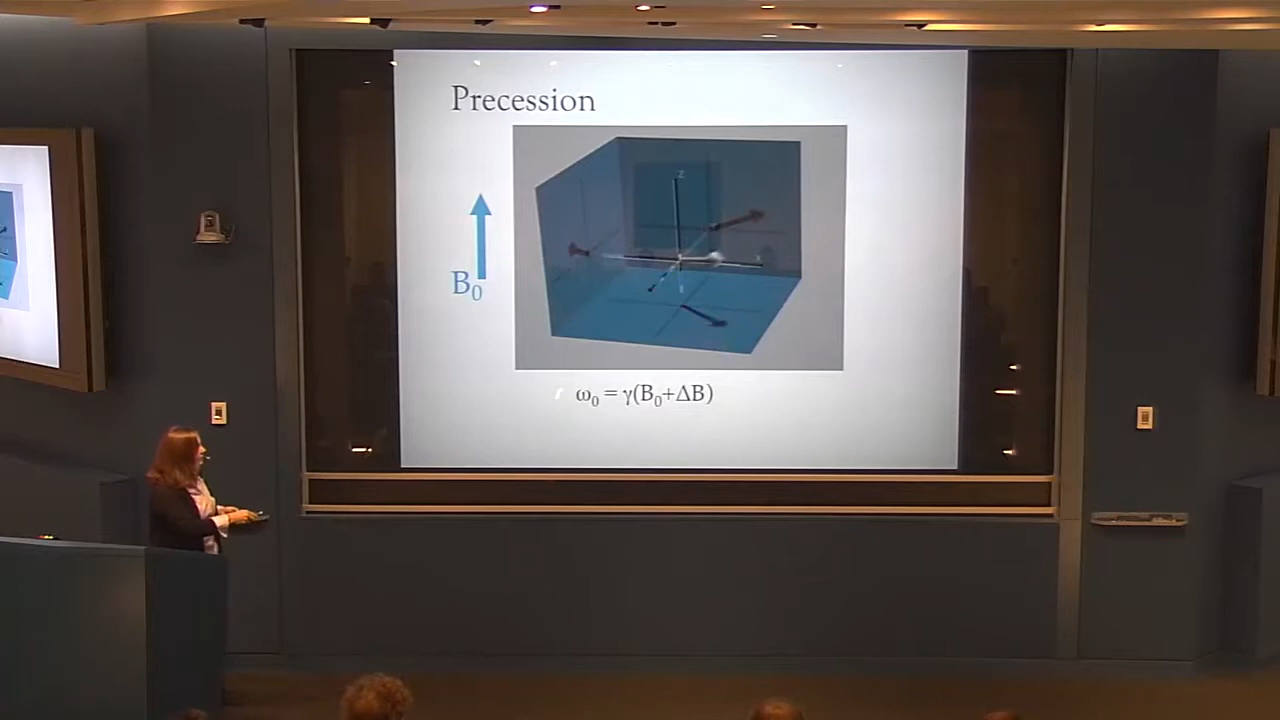 Precession
z
x
B₀
ω₀ = γ(B₀+ΔB)